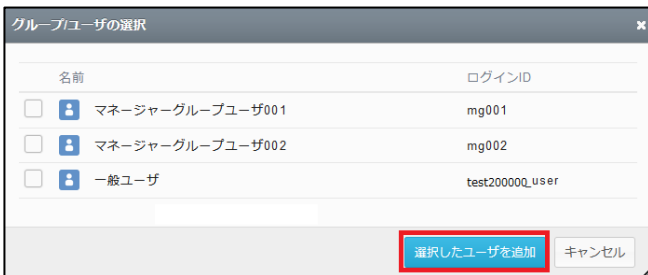 グループ/ユーザの選択 ×
名前 ログインID
マネージャーグループユーザ001 mg001
マネージャーグループユーザ002 mg002
一般ユーザ test200000_user
選択したユーザを追加 キャンセル